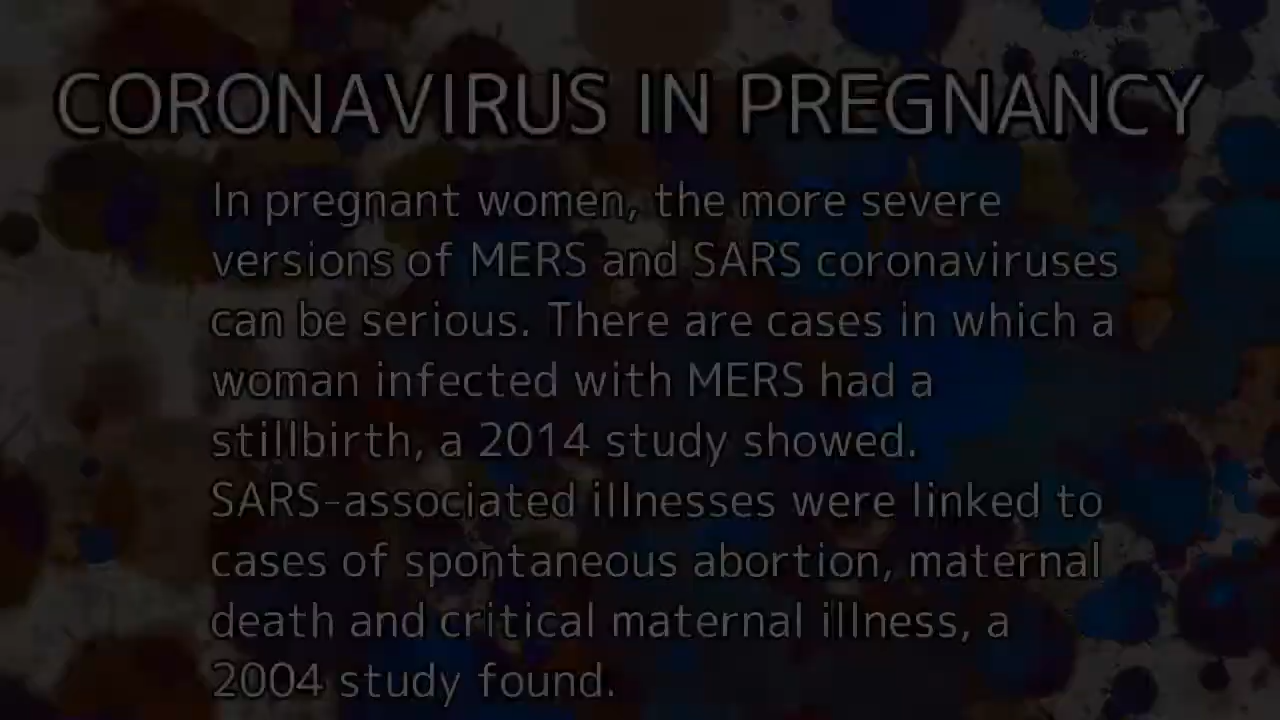 CORONAVIRUS IN PREGNANCY
In pregnant women, the more severe
versions of MERS and SARS coronaviruses
can be serious. There are cases in which a
woman infected with MERS had a
stillbirth, a 2014 study showed.
SARS-associated illnesses were linked to
cases of spontaneous abortion, maternal
death and critical maternal illness, a
2004 study found.